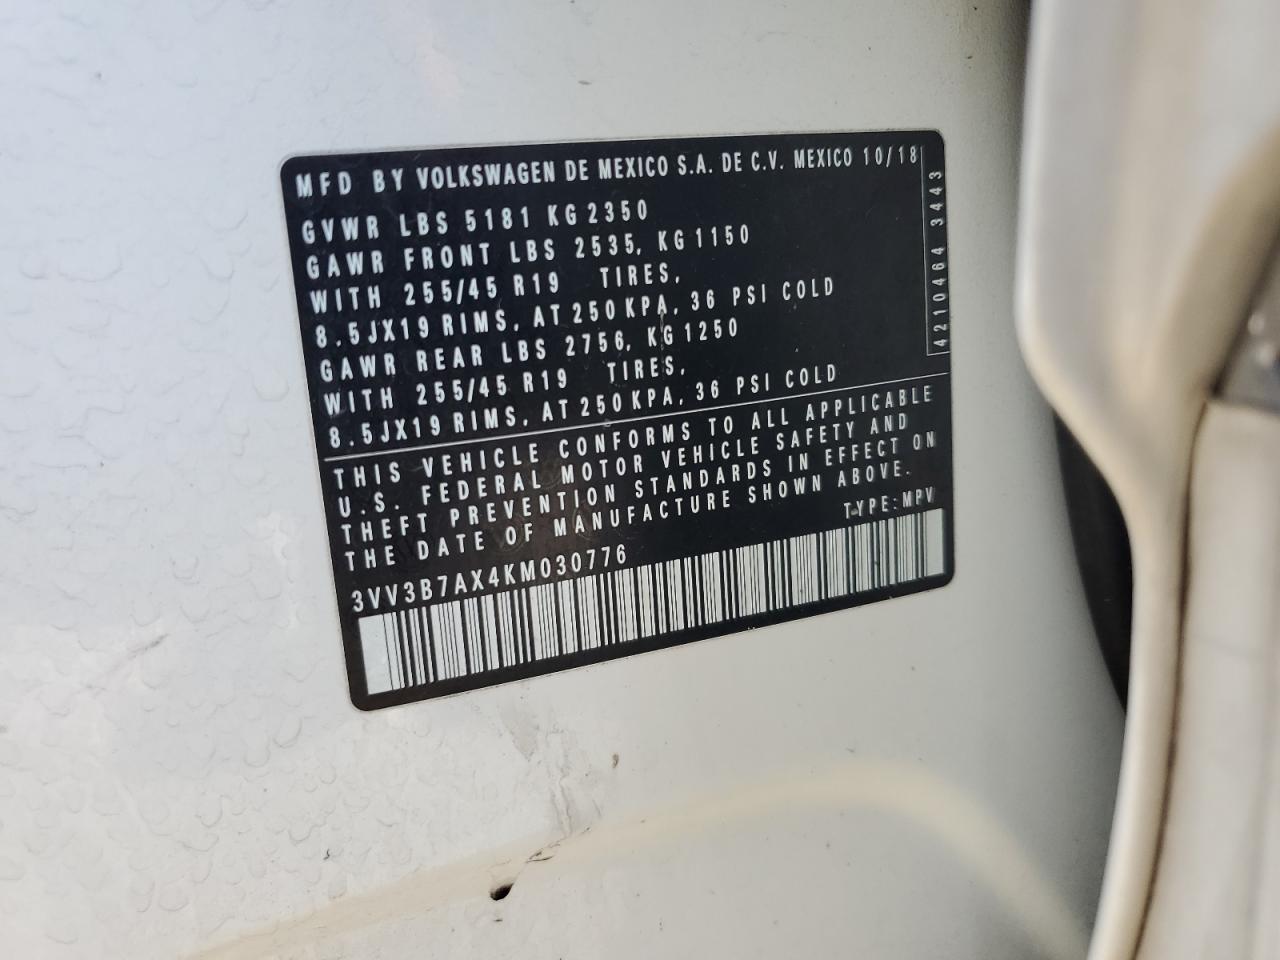 MFD BY VOLKSWAGEN DE MEXICO S.A. DE C.V. MEXICO 10/18
GVWR LBS 5181 KG 2350
GAWR FRONT LBS 2535, KG 1150
WITH 255/45 R19 TIRES,
8.5JX19 RIMS, AT 250 KPA, 36 PSI COLD
GAWR REAR LBS 2756, KG 1250
WITH 255/45 R19 TIRES,
8.5JX19 RIMS, AT 250 KPA, 36 PSI COLD
4210464 3443
THIS VEHICLE CONFORMS TO ALL APPLICABLE
U.S. FEDERAL MOTOR VEHICLE SAFETY AND
THEFT PREVENTION STANDARDS IN EFFECT ON
THE DATE OF MANUFACTURE SHOWN ABOVE.
TYPE: MPV
3VV3B7AX4KM030776